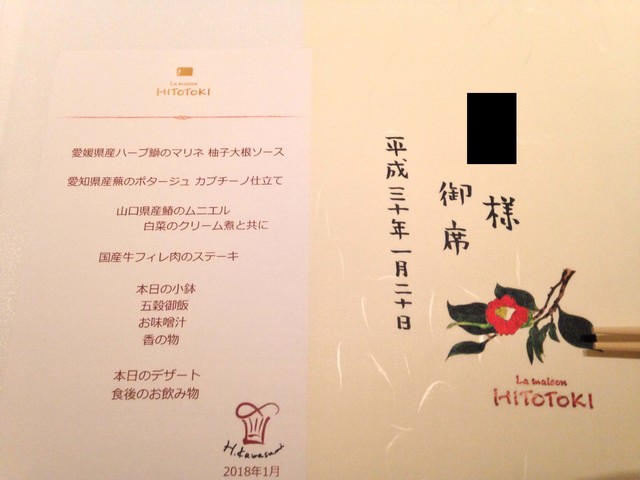 La maison
HITOTOKI
愛媛県産ハーブ鰤のマリネ 柚子大根ソース
愛知県産蕪のポタージュ カプチーノ仕立て
山口県産鰆のムニエル
白菜のクリーム煮と共に
国産牛フィレ肉のステーキ
本日の小鉢
五穀御飯
お味噌汁
香の物
本日のデザート
食後のお飲み物
H.Kawasumi
2018年1月
様
御席
平成三十年一月二十日
La maison
HITOTOKI